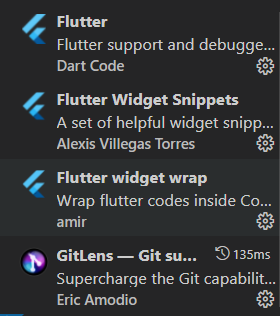 Flutter
Flutter support and debugge...
Dart Code
Flutter Widget Snippets
A set of helpful widget snipp...
Alexis Villegas Torres
Flutter widget wrap
Wrap flutter codes inside Co...
amir
GitLens — Git su... 135ms
Supercharge the Git capabilit...
Eric Amodio